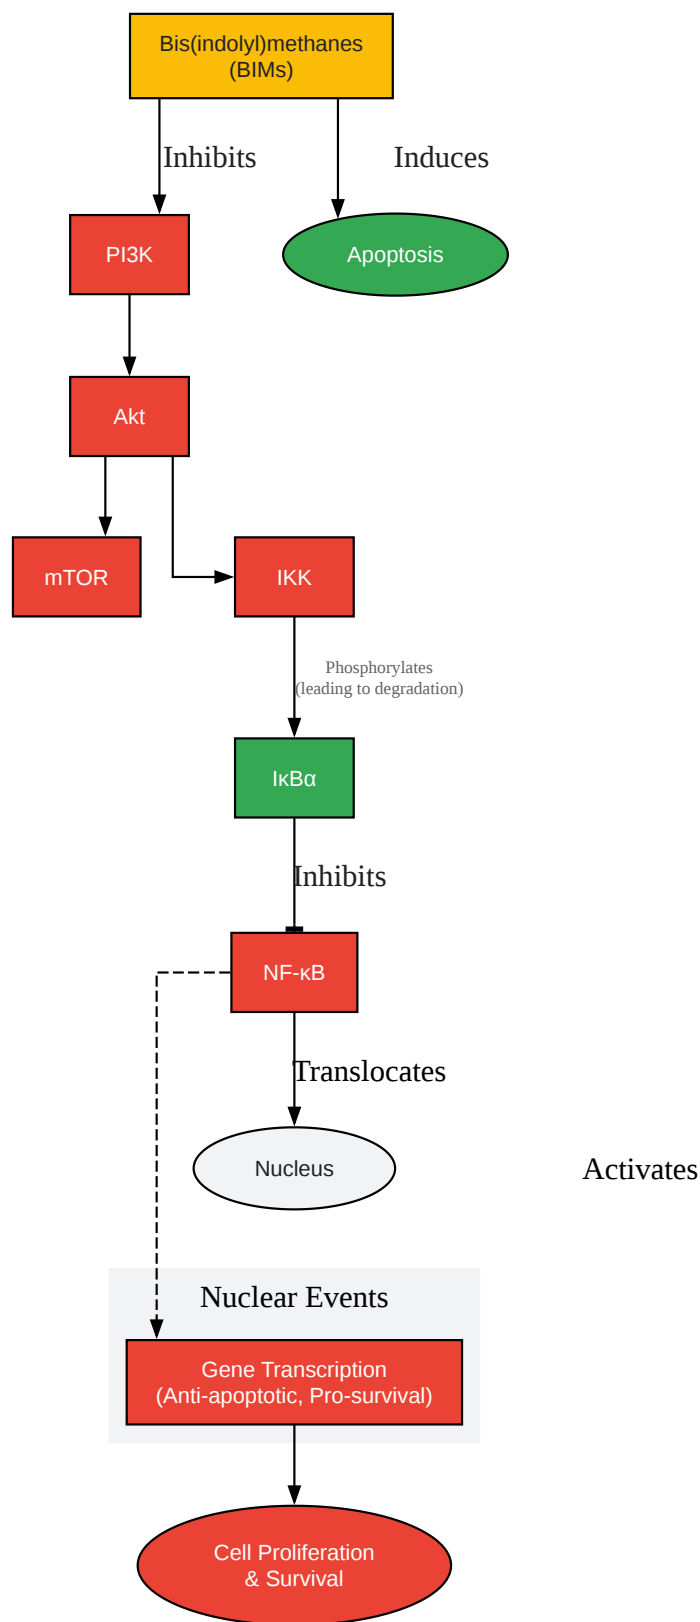 Bis(indolyl)methanes
(BIMs)
Inhibits
Induces
PI3K
Apoptosis
Akt
mTOR
IKK
Phosphorylates
(leading to degradation)
IκBα
Inhibits
NF-κB
Translocates
Nucleus
Activates
Nuclear Events
Gene Transcription
(Anti-apoptotic, Pro-survival)
Cell Proliferation
& Survival